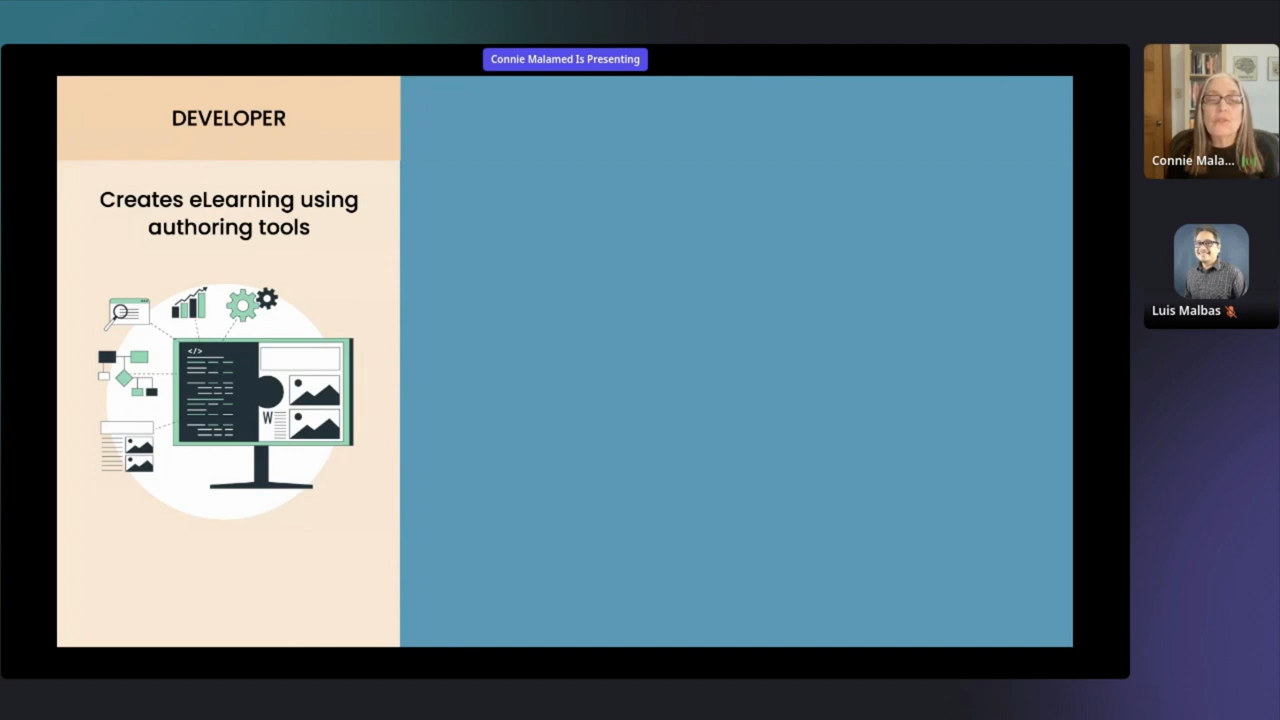 Connie Malamed Is Presenting
DEVELOPER
Creates eLearning using
authoring tools
</>
W
Connie Mala...
Luis Malbas